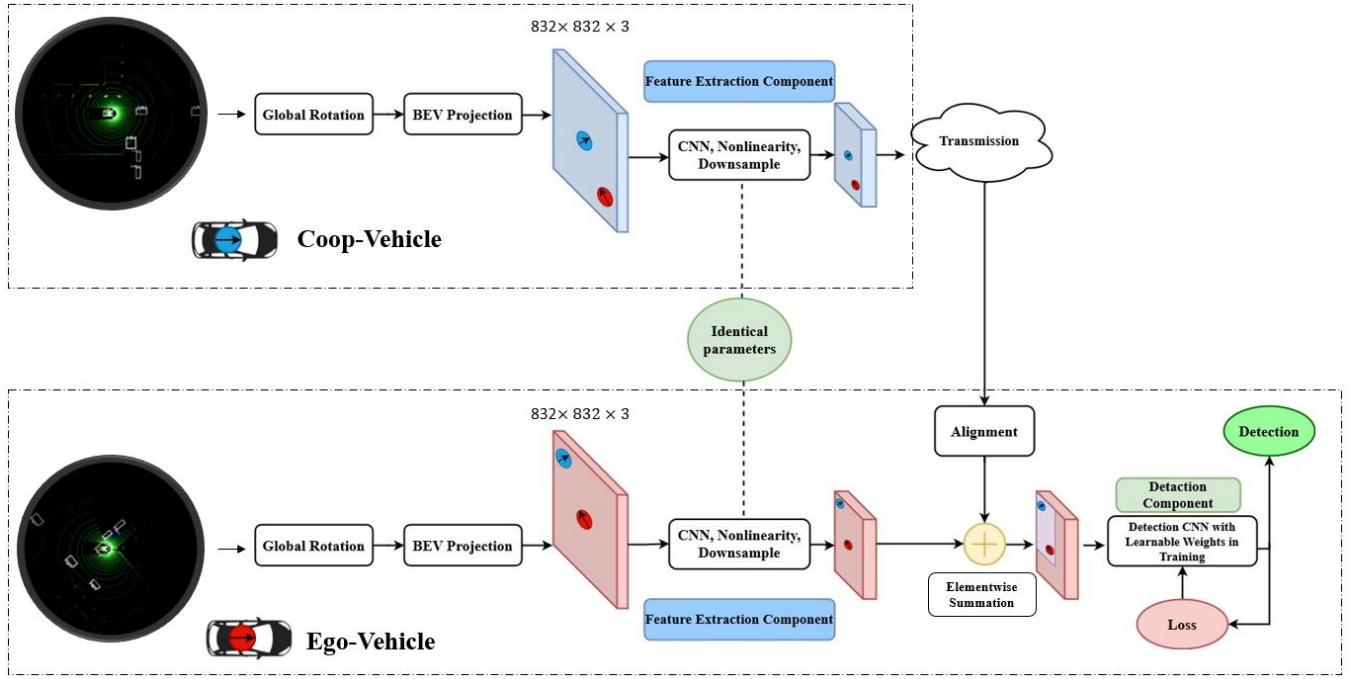 832× 832 × 3
Feature Extraction Component
Global Rotation
BEV Projection
CNN, Nonlinearity,
Downsample
Transmission
Coop-Vehicle
Identical
parameters
832× 832 × 3
Alignment
Detection
Detaction
Component
Global Rotation
BEV Projection
CNN, Nonlinearity,
Downsample
Detection CNN with
Learnable Weights in
Training
Elementwise
Summation
Feature Extraction Component
Loss
Ego-Vehicle